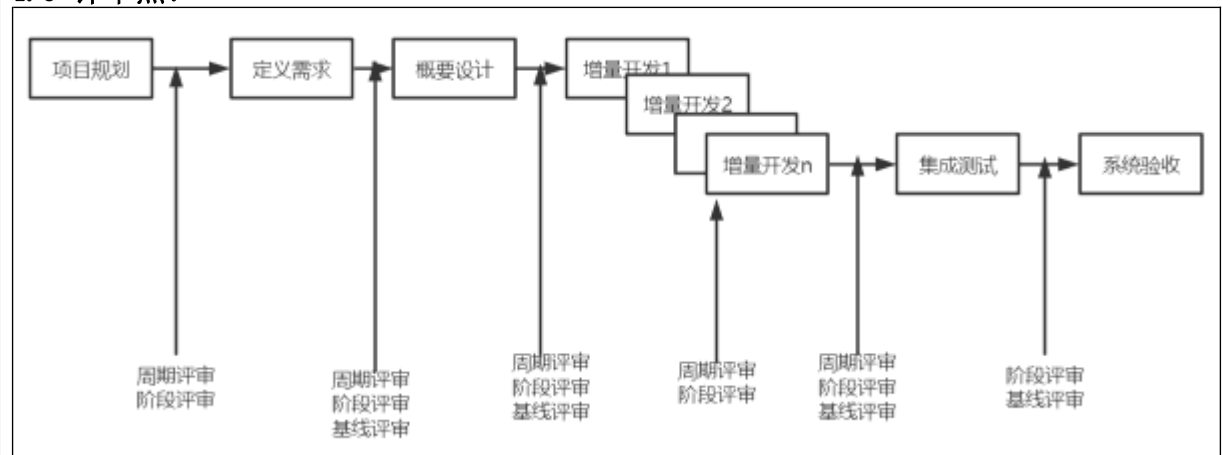 项目规划
定义需求
概要设计
增量开发1
增量开发2
增量开发n
集成测试
系统验收
周期评审
阶段评审
周期评审
阶段评审
基线评审
周期评审
阶段评审
基线评审
周期评审
阶段评审
周期评审
阶段评审
基线评审
阶段评审
基线评审